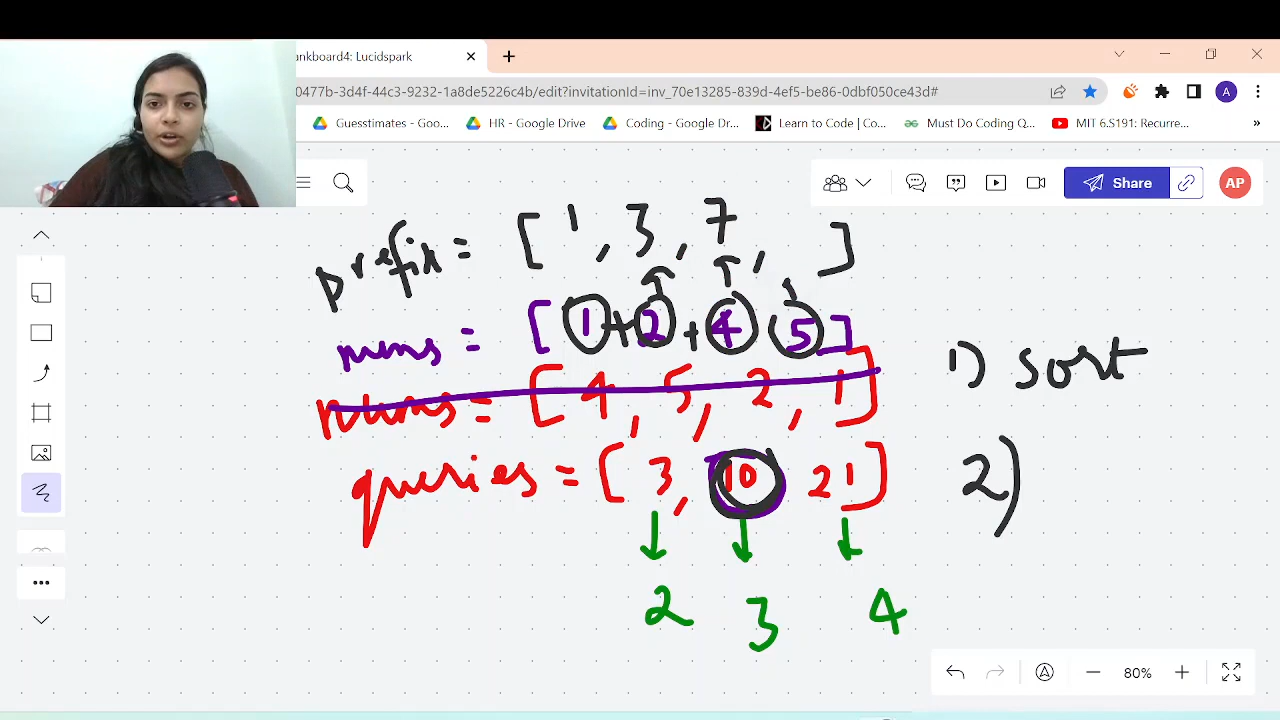 ankboard4: Lucidspark
0477b-3d4f-44c3-9232-1a8de5226c4b/edit?invitationId=inv_70e13285-839d-4ef5-be86-0dbf050ce43d#
A
Guesstimates - Goo... HR - Google Drive Coding - Google Dr... Learn to Code | Must Do Coding Q... MIT 6.S191: Recurre... »
Share
AP
prefix = [ 1, 3, 7, ]
nums = [ 1 + 2 + 4 5 ]
1) sort
nums = [ 4, 5, 2, 1 ]
queries = [ 3, 10 21 ]
2)
2 3 4
80%